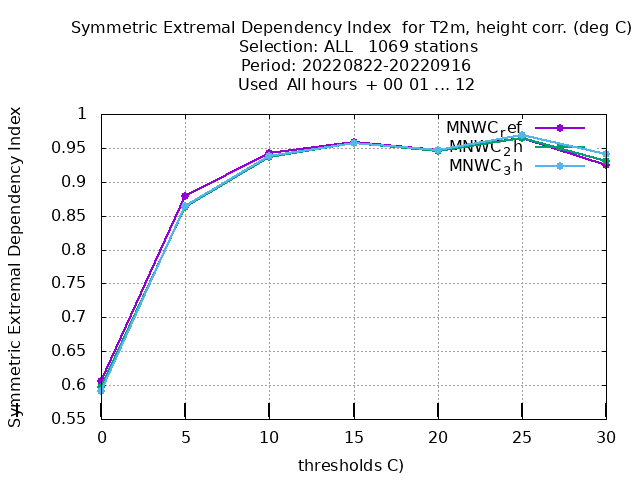 Symmetric Extremal Dependency Index for T2m, height corr. (deg C)
Selection: ALL 1069 stations
Period: 20220822-20220916
Used All hours + 00 01 ... 12
Symmetric Extremal Dependency Index
1
0.95
0.9
0.85
0.8
0.75
0.7
0.65
0.6
0.55
MNWC_ref
MNWC_2h
MNWC_3h
0 5 10 15 20 25 30
thresholds C)